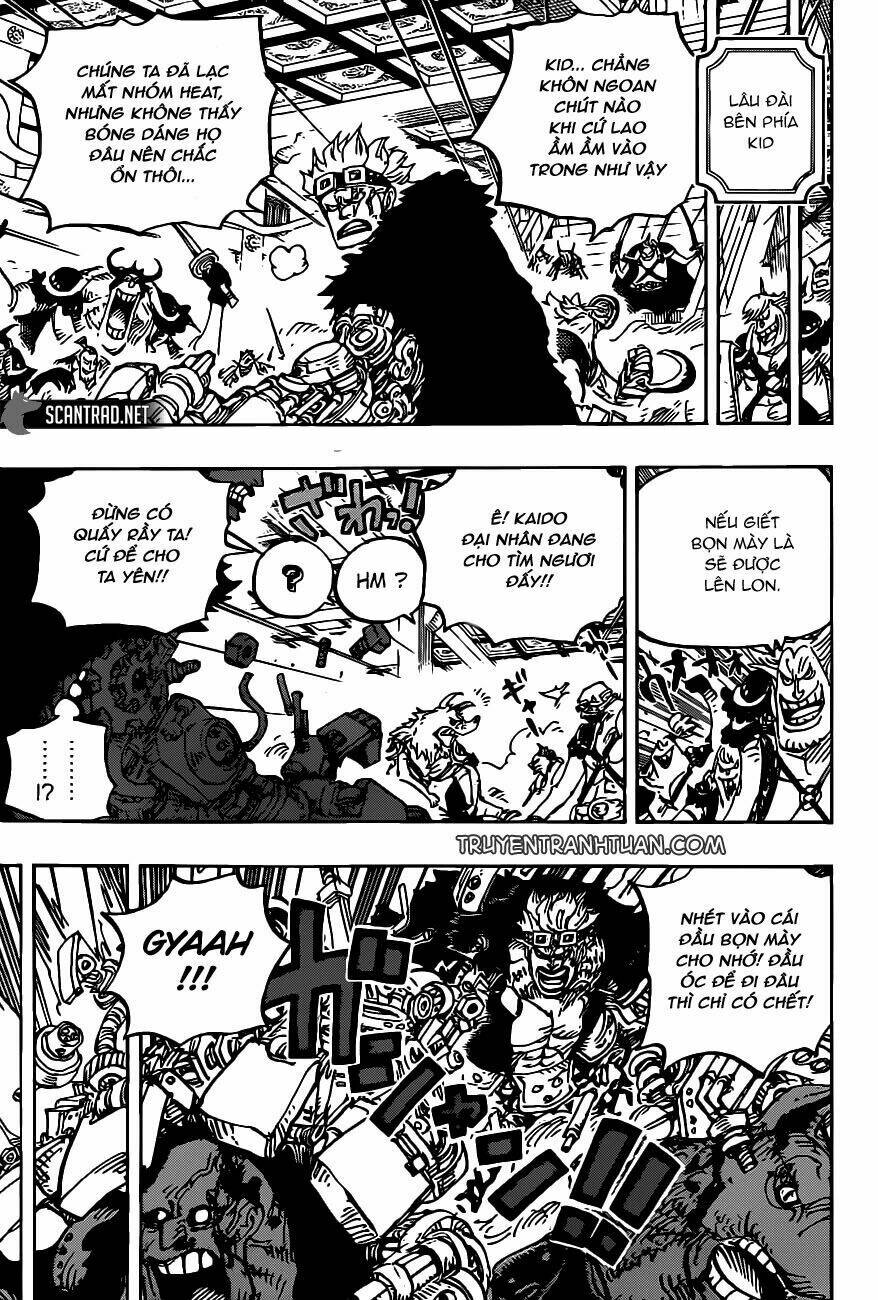 LÂU ĐÀI
BÊN PHÍA
KID
KID... CHẲNG
KHÔN NGOAN
CHÚT NÀO
KHI CỨ LAO
ẦM ẦM VÀO
TRONG NHƯ VẬY
CHÚNG TA ĐÃ LẠC
MẤT NHÓM HEAT,
NHƯNG KHÔNG THẤY
BÓNG DÁNG HỌ
ĐÂU NÊN CHẮC
ỔN THÔI...
SCANTRAD.NET
NẾU GIẾT
BỌN MÀY LÀ
SẼ ĐƯỢC
LÊN LON.
Ê! KAIDO
ĐẠI NHÂN ĐANG
CHO TÌM NGƯƠI
ĐẤY!!
HM ?
?
ざわっ!
ĐỪNG CÓ
QUẤY RẦY TA!
CỨ ĐỂ CHO
TA YÊN!!
.......
!?
TRUYENTRANHTUAN.COM
NHÉT VÀO CÁI
ĐẦU BỌN MÀY
CHO NHỚ! ĐẦU
ÓC ĐỂ ĐI ĐÂU
THÌ CHỈ CÓ CHẾT!
GYAAH
!!!